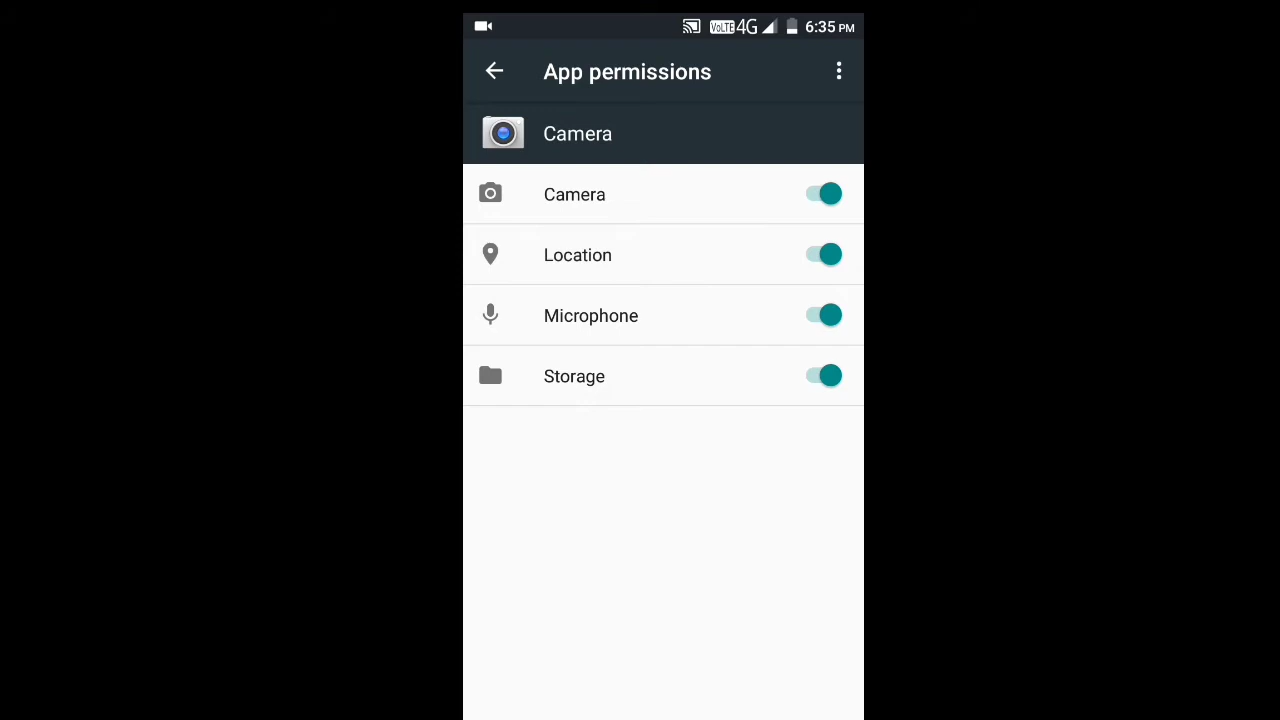 VoLTE 4G 6:35 PM
App permissions
Camera
Camera
Location
Microphone
Storage